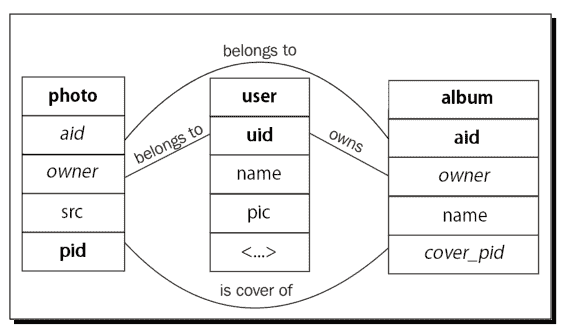 belongs to
photo
aid
owner
src
pid
belongs to
user
uid
name
pic
<...>
owns
album
aid
owner
name
cover_pid
is cover of